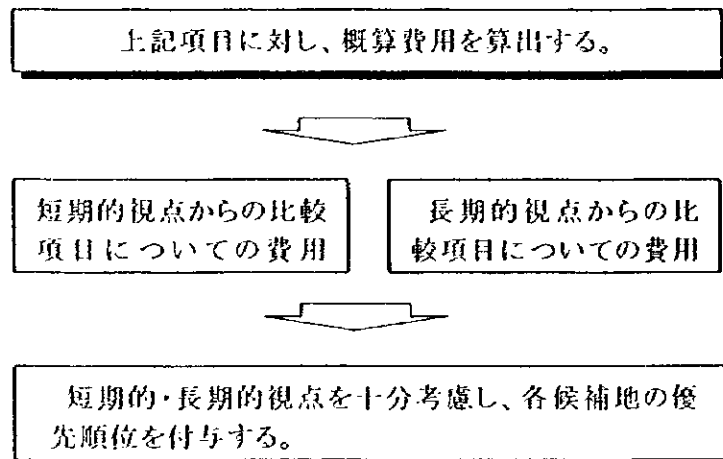 上記項目に対し、概算費用を算出する。
短期的視点からの比較
項目についての費用
長期的視点からの比
較項目についての費用
短期的・長期的視点を十分考慮し、各候補地の優
先順位を付与する。